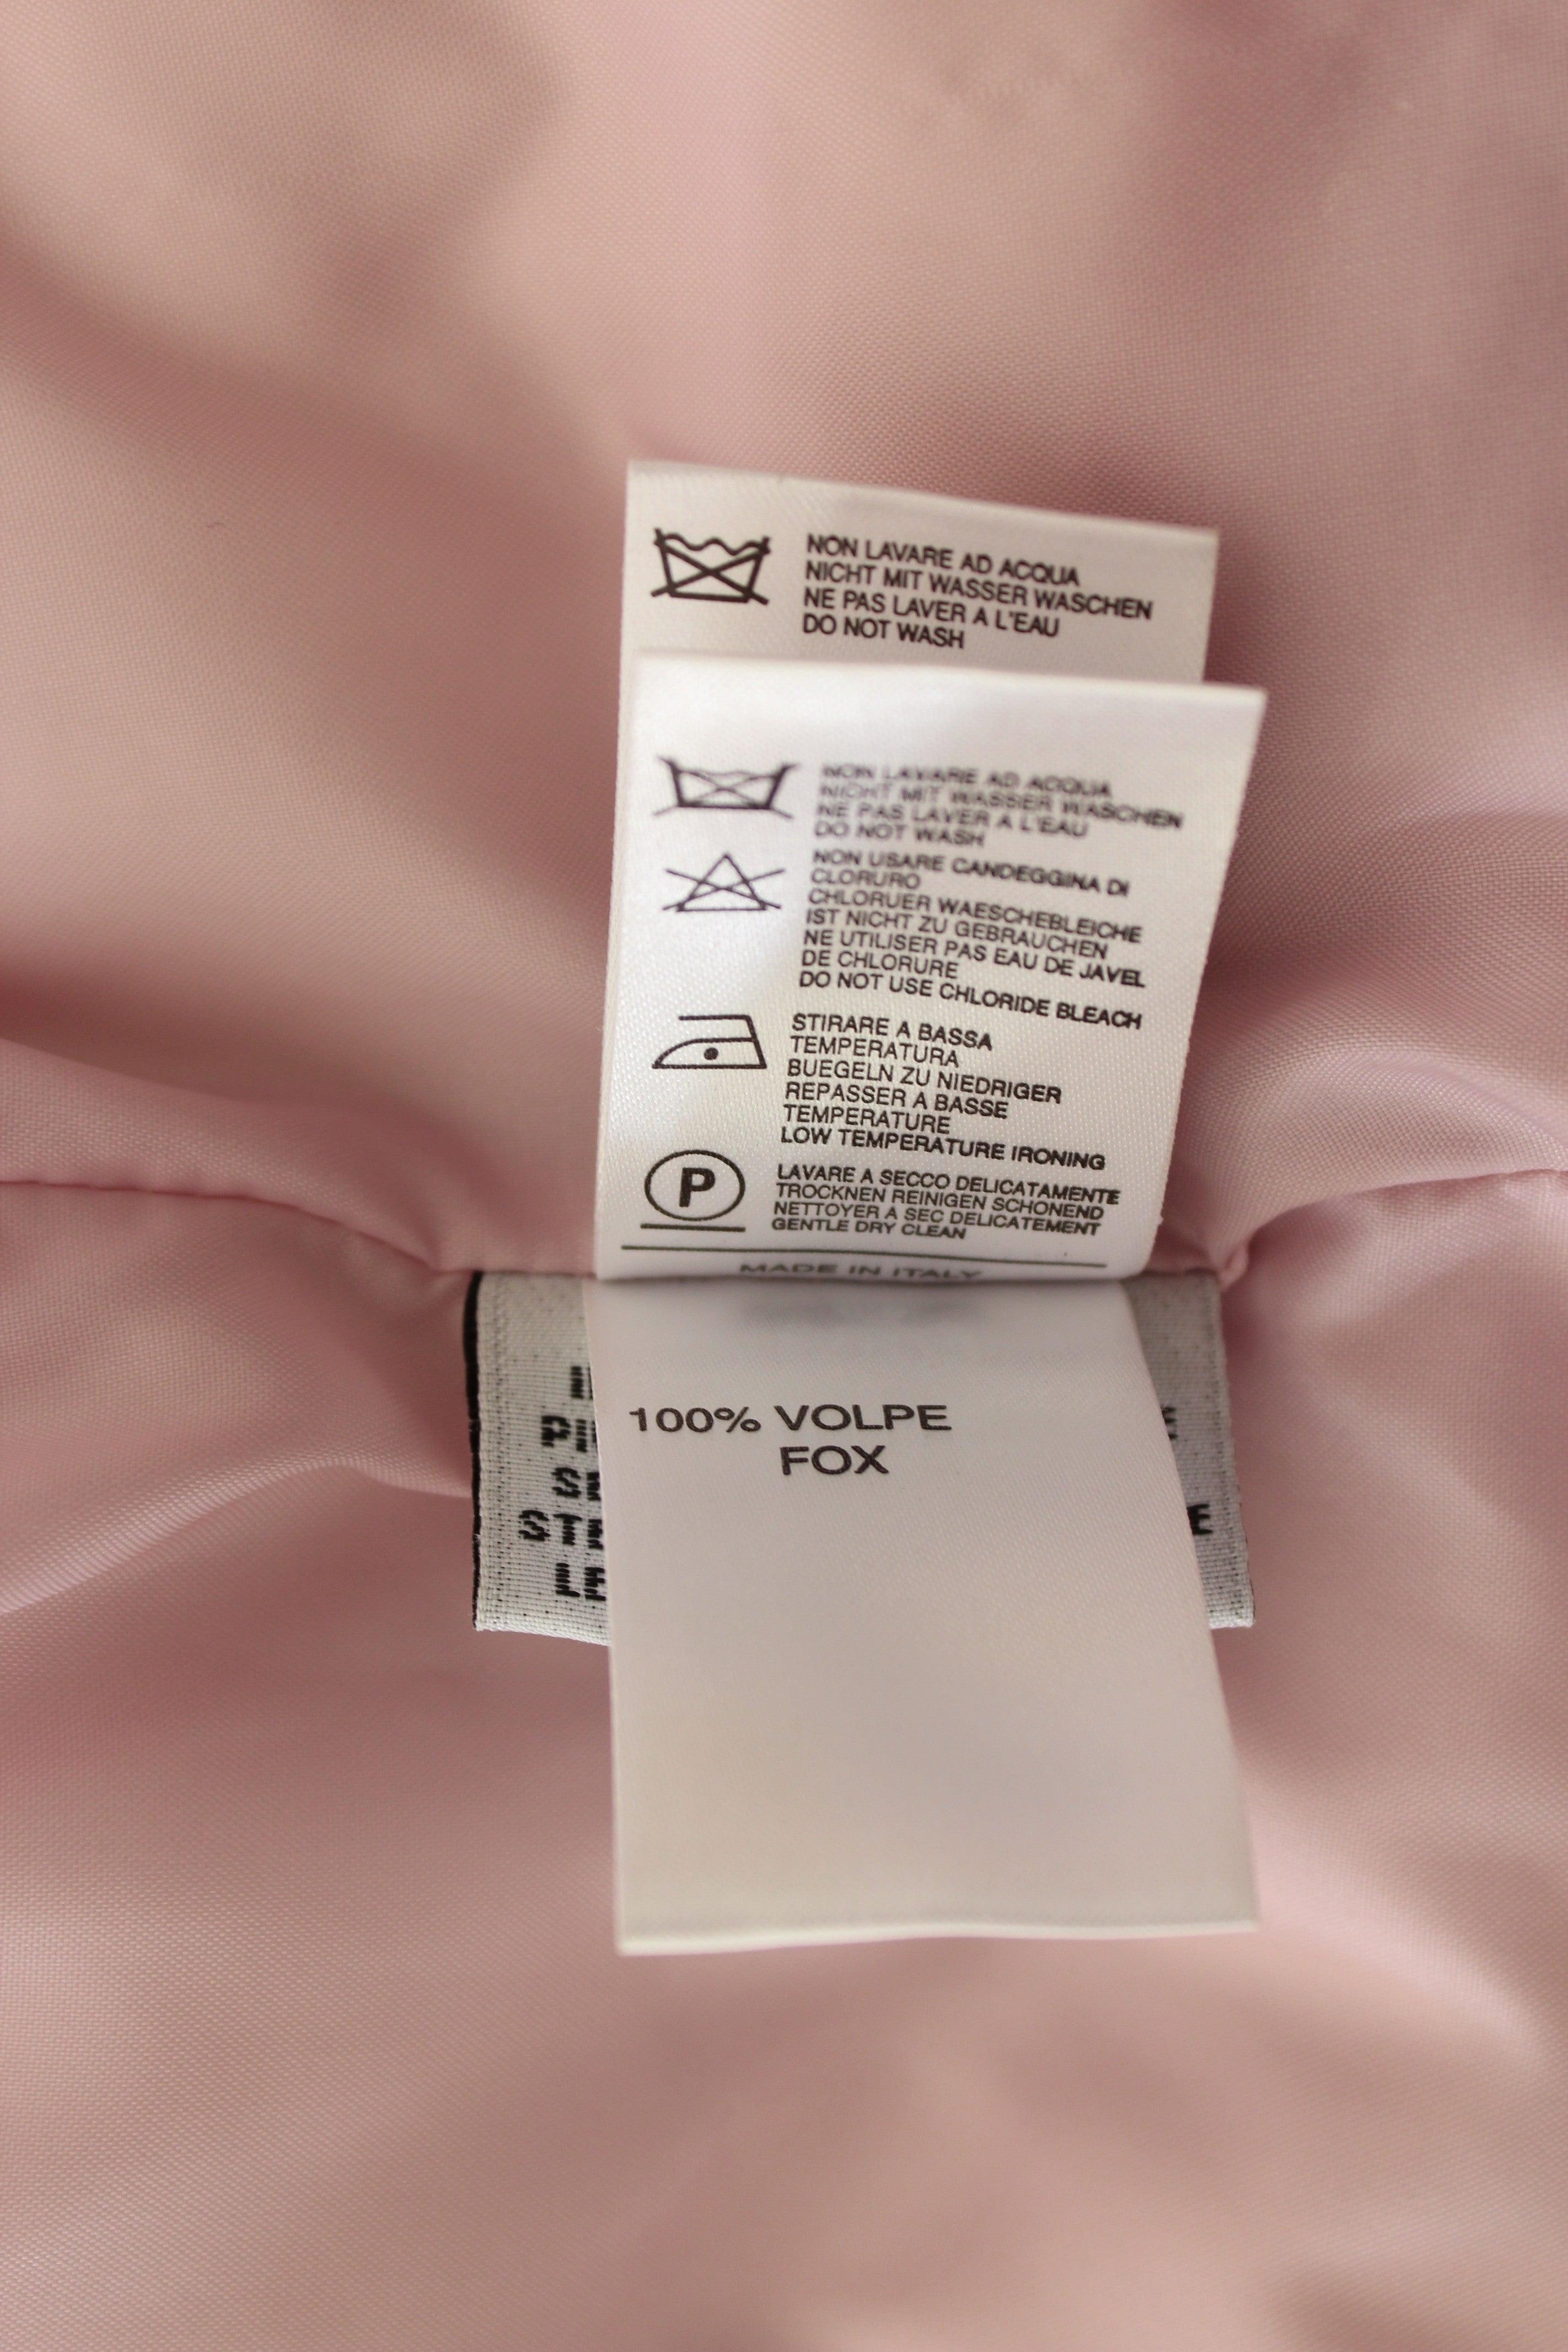 NON LAVARE AD ACQUA
NICHT MIT WASSER WASCHEN
NE PAS LAVER A L'EAU
DO NOT WASH
NON LAVARE AD ACQUA
NICHT MIT WASSER WASCHEN
NE PAS LAVER A L'EAU
DO NOT WASH
NON USARE CANDEGGINA DI
CLORURO
CHLORUER WAESCHEBLEICHE
IST NICHT ZU GEBRAUCHEN
NE UTILISER PAS EAU DE JAVEL
DE CHLORURE
DO NOT USE CHLORIDE BLEACH
STIRARE A BASSA
TEMPERATURA
BUEGELN ZU NIEDRIGER
REPASSER A BASSE
TEMPERATURE
LOW TEMPERATURE IRONING
P
LAVARE A SECCO DELICATAMENTE
TROCKNEN REINIGEN SCHONEND
NETTOYER A SEC DELICATEMENT
GENTLE DRY CLEAN
MADE IN ITALY
100% VOLPE
FOX